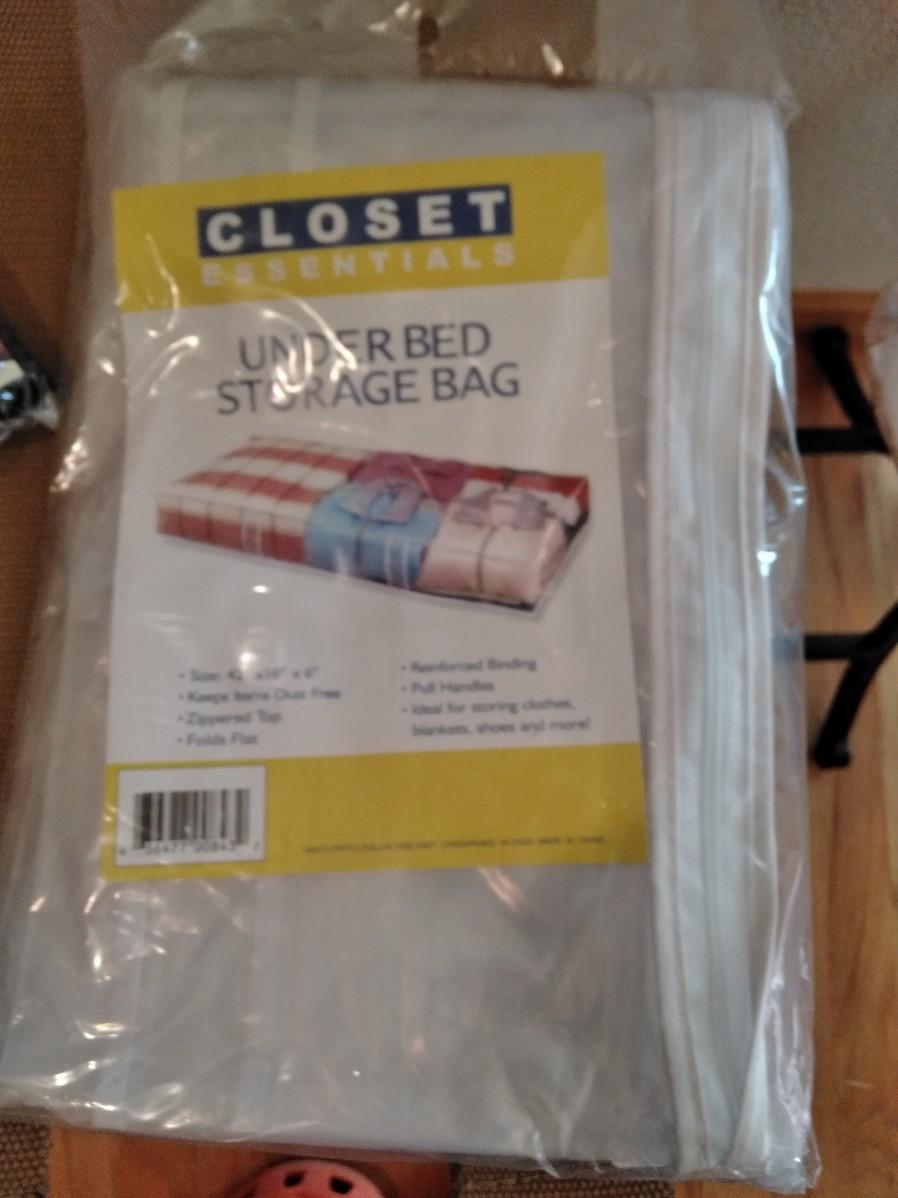 CLOSET
ESSENTIALS
UNDER BED
STORAGE BAG
• Size: x 6"
• Keeps Items Dust Free
• Zippered Top
• Folds Flat
• Reinforced Binding
• Pull Handles
• Ideal for storing clothes,
blankets, shoes and more!